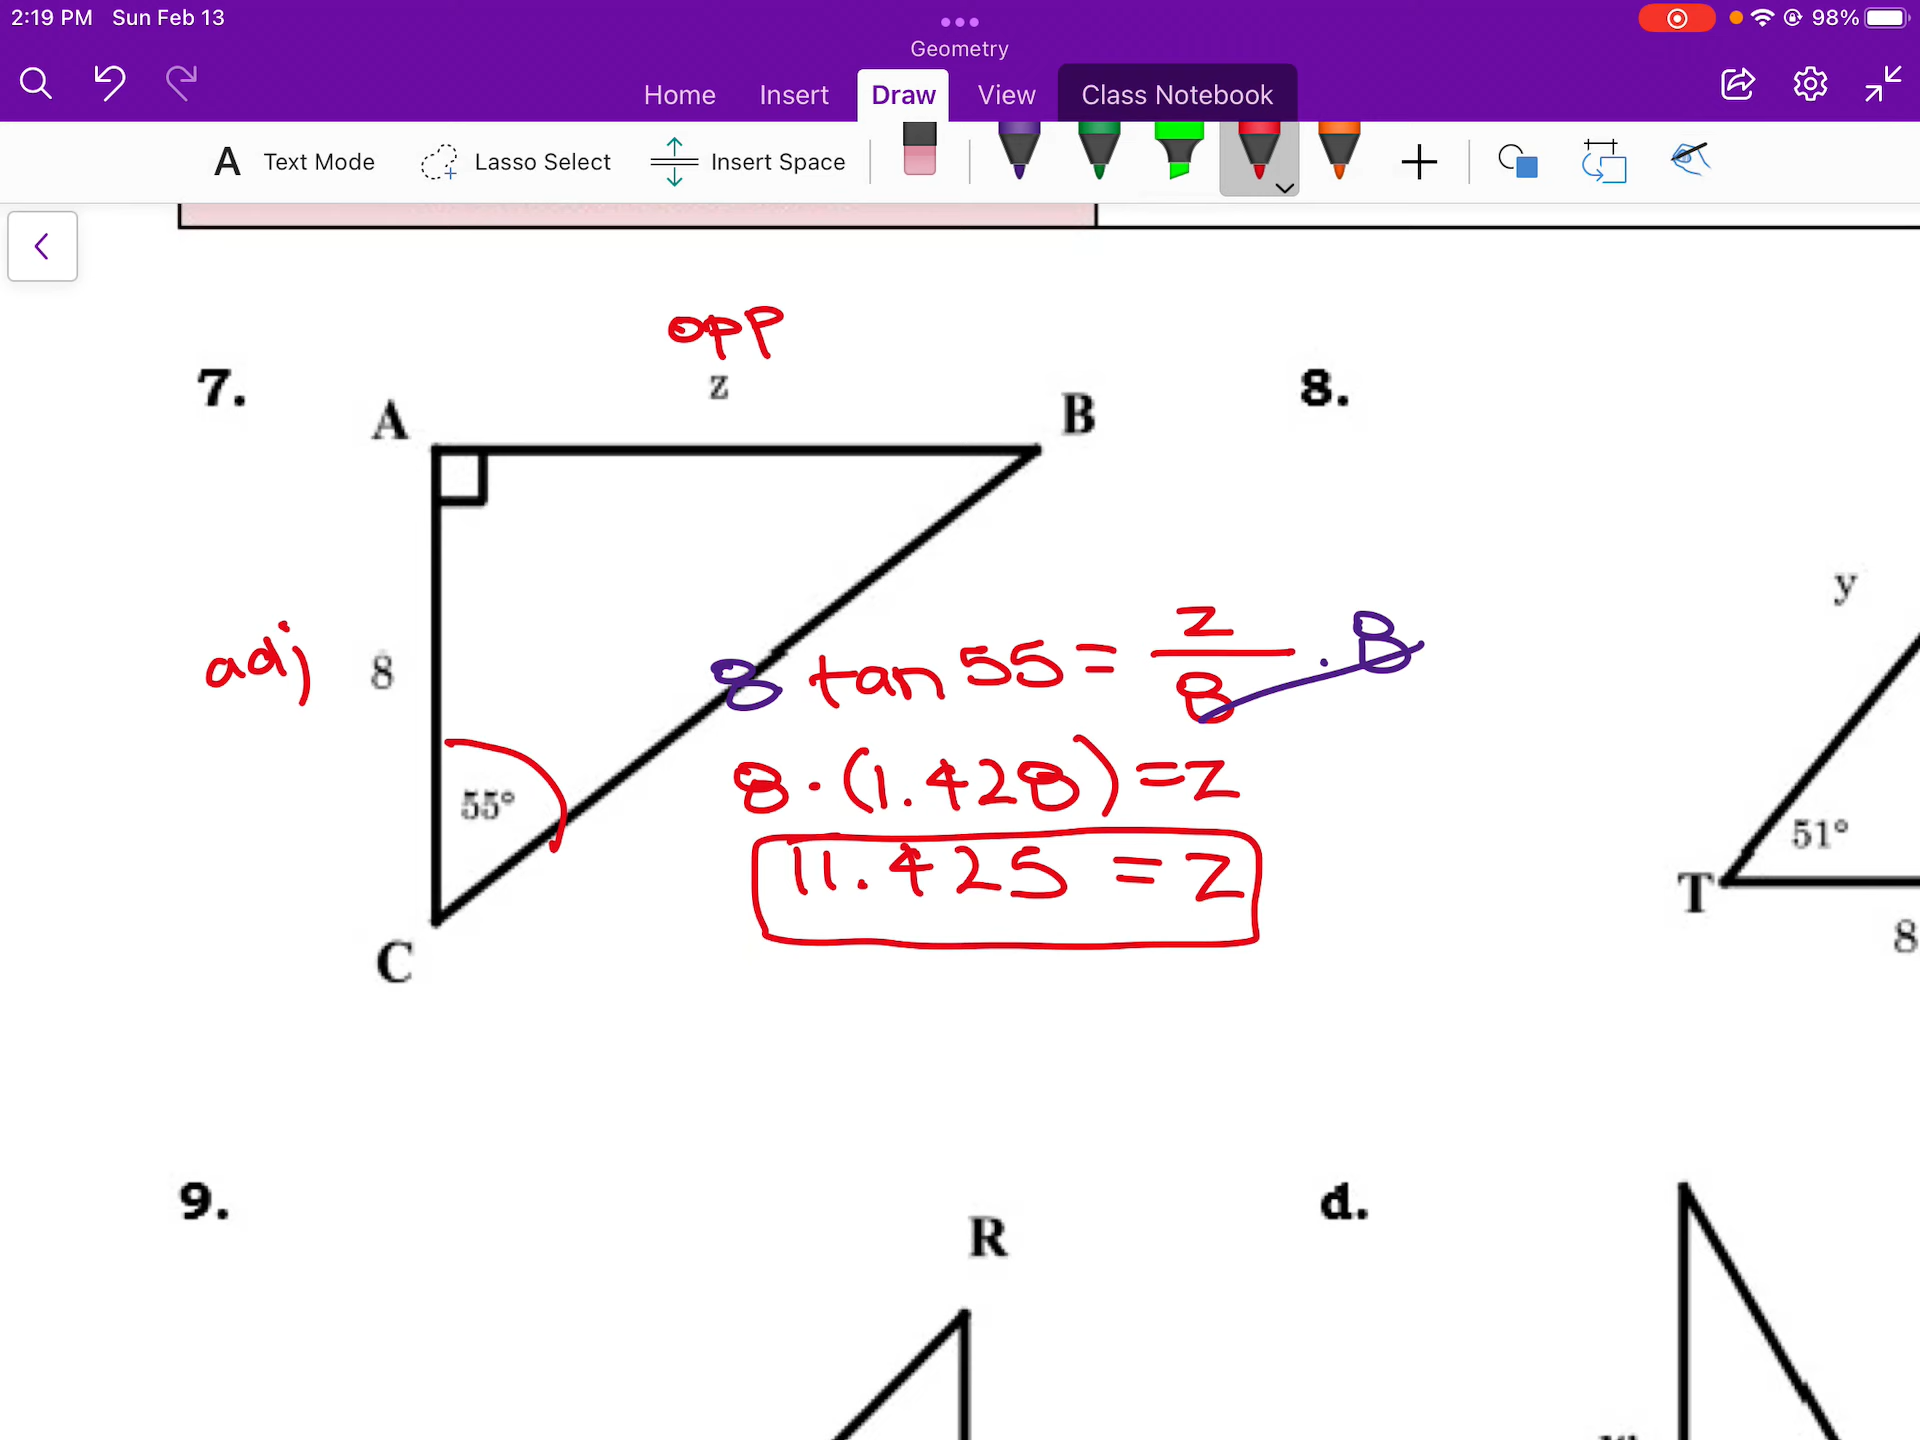 2:19 PM Sun Feb 13
98%
Geometry
Home Insert Draw View Class Notebook
A Text Mode Lasso Select Insert Space
opp
7.
z
8.
A
B
y
adj
8
8 tan 55 = z/8 . 8
8 · (1.428) = z
55°
51°
11.425 = z
T
8
C
9.
d.
R